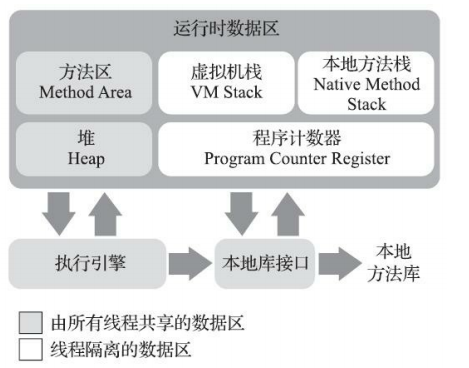 运行时数据区
方法区
Method Area
虚拟机栈
VM Stack
本地方法栈
Native Method
Stack
堆
Heap
程序计数器
Program Counter Register
执行引擎
本地库接口
本地
方法库
由所有线程共享的数据区
线程隔离的数据区